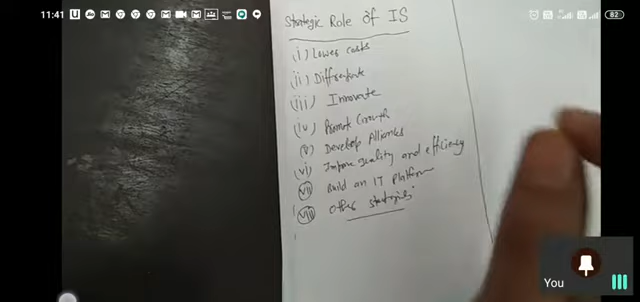 11:41
82
Strategic Role of IS
(i) Lower costs
(ii) Differentiate
(iii) Innovate
(iv) Promote Growth
(v) Develop Alliances
(vi) Improve quality and efficiency
(vii) Build an IT Platform
(viii) Other strategies
You